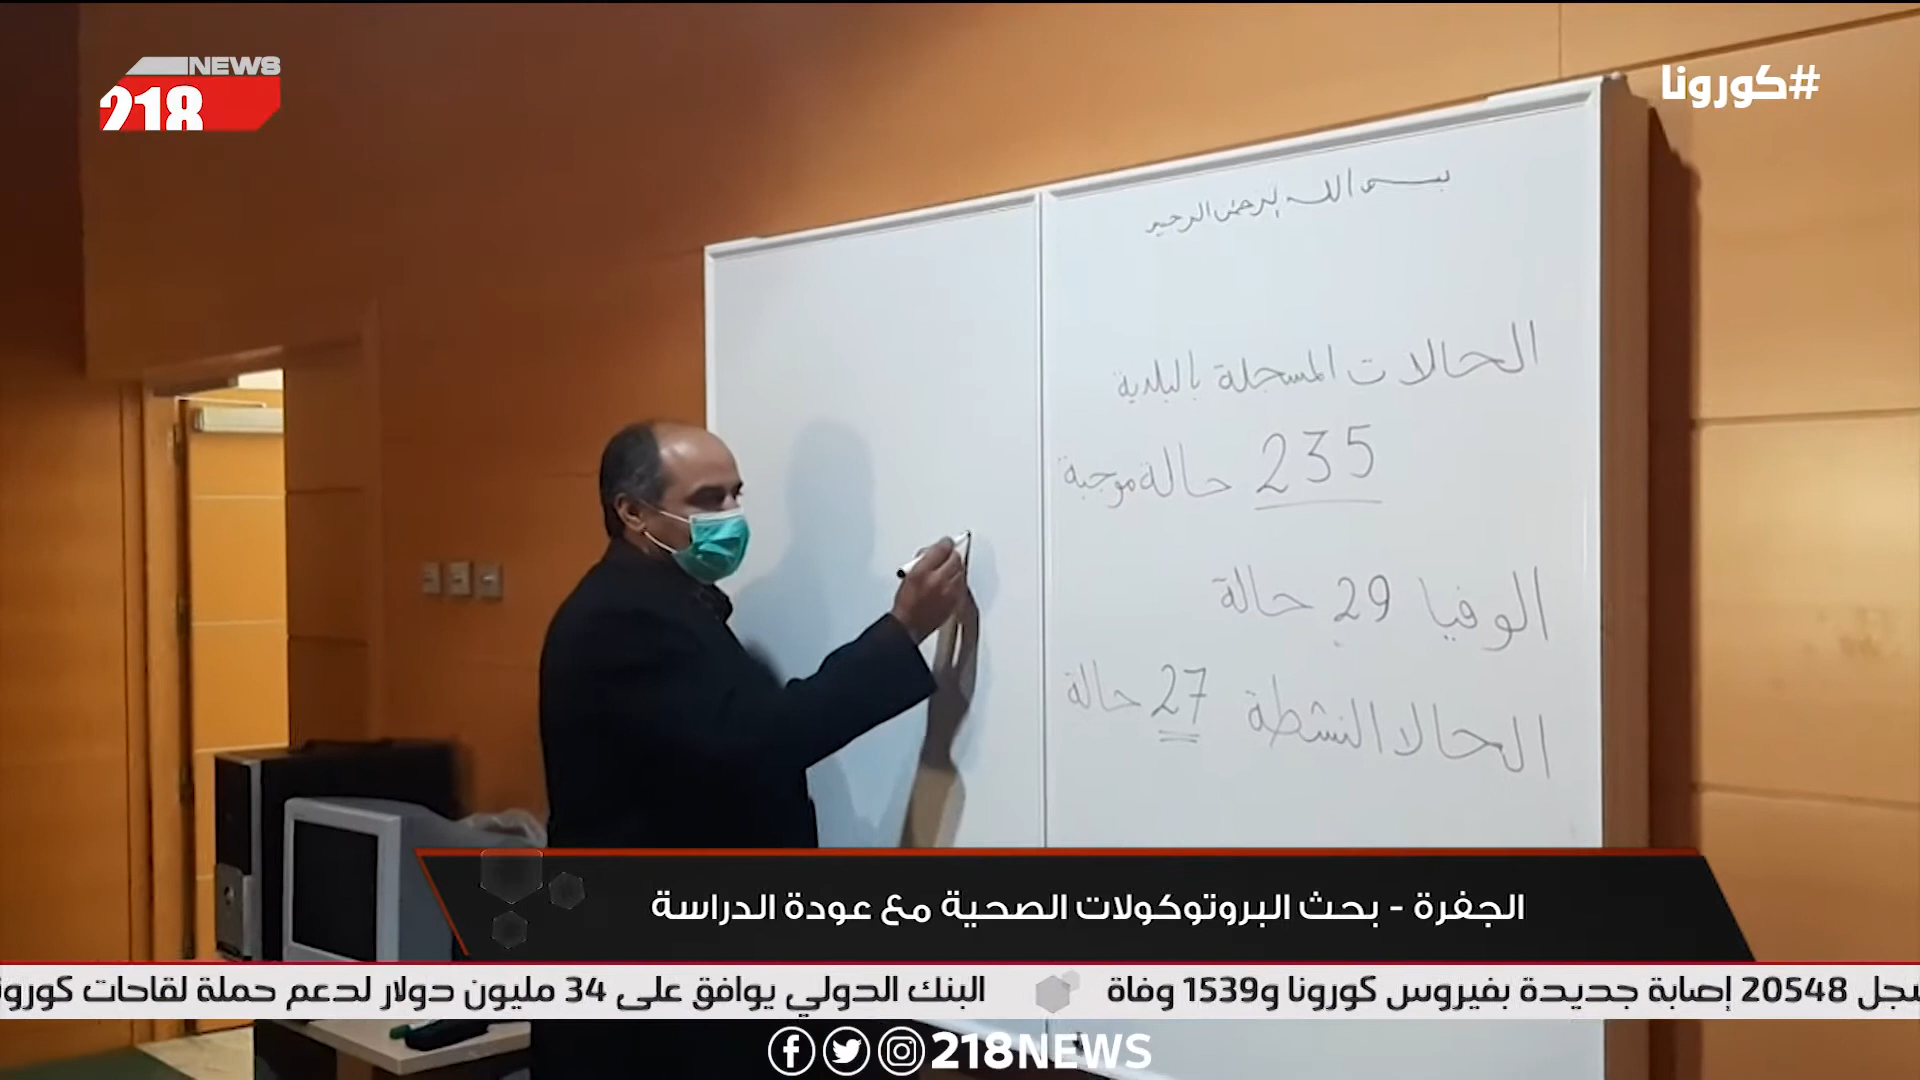 NEWS
218
#كورونا
بسم الله الرحمن الرحيم
الحالات المسجلة بالبلدية
235 حالة موجبة
الوفيا 29 حالة
الحالا النشطة 27 حالة
الجفرة - بحث البروتوكولات الصحية مع عودة الدراسة
سجل 20548 إصابة جديدة بفيروس كورونا و1539 وفاة
البنك الدولي يوافق على 34 مليون دولار لدعم حملة لقاحات كورونا
218NEWS